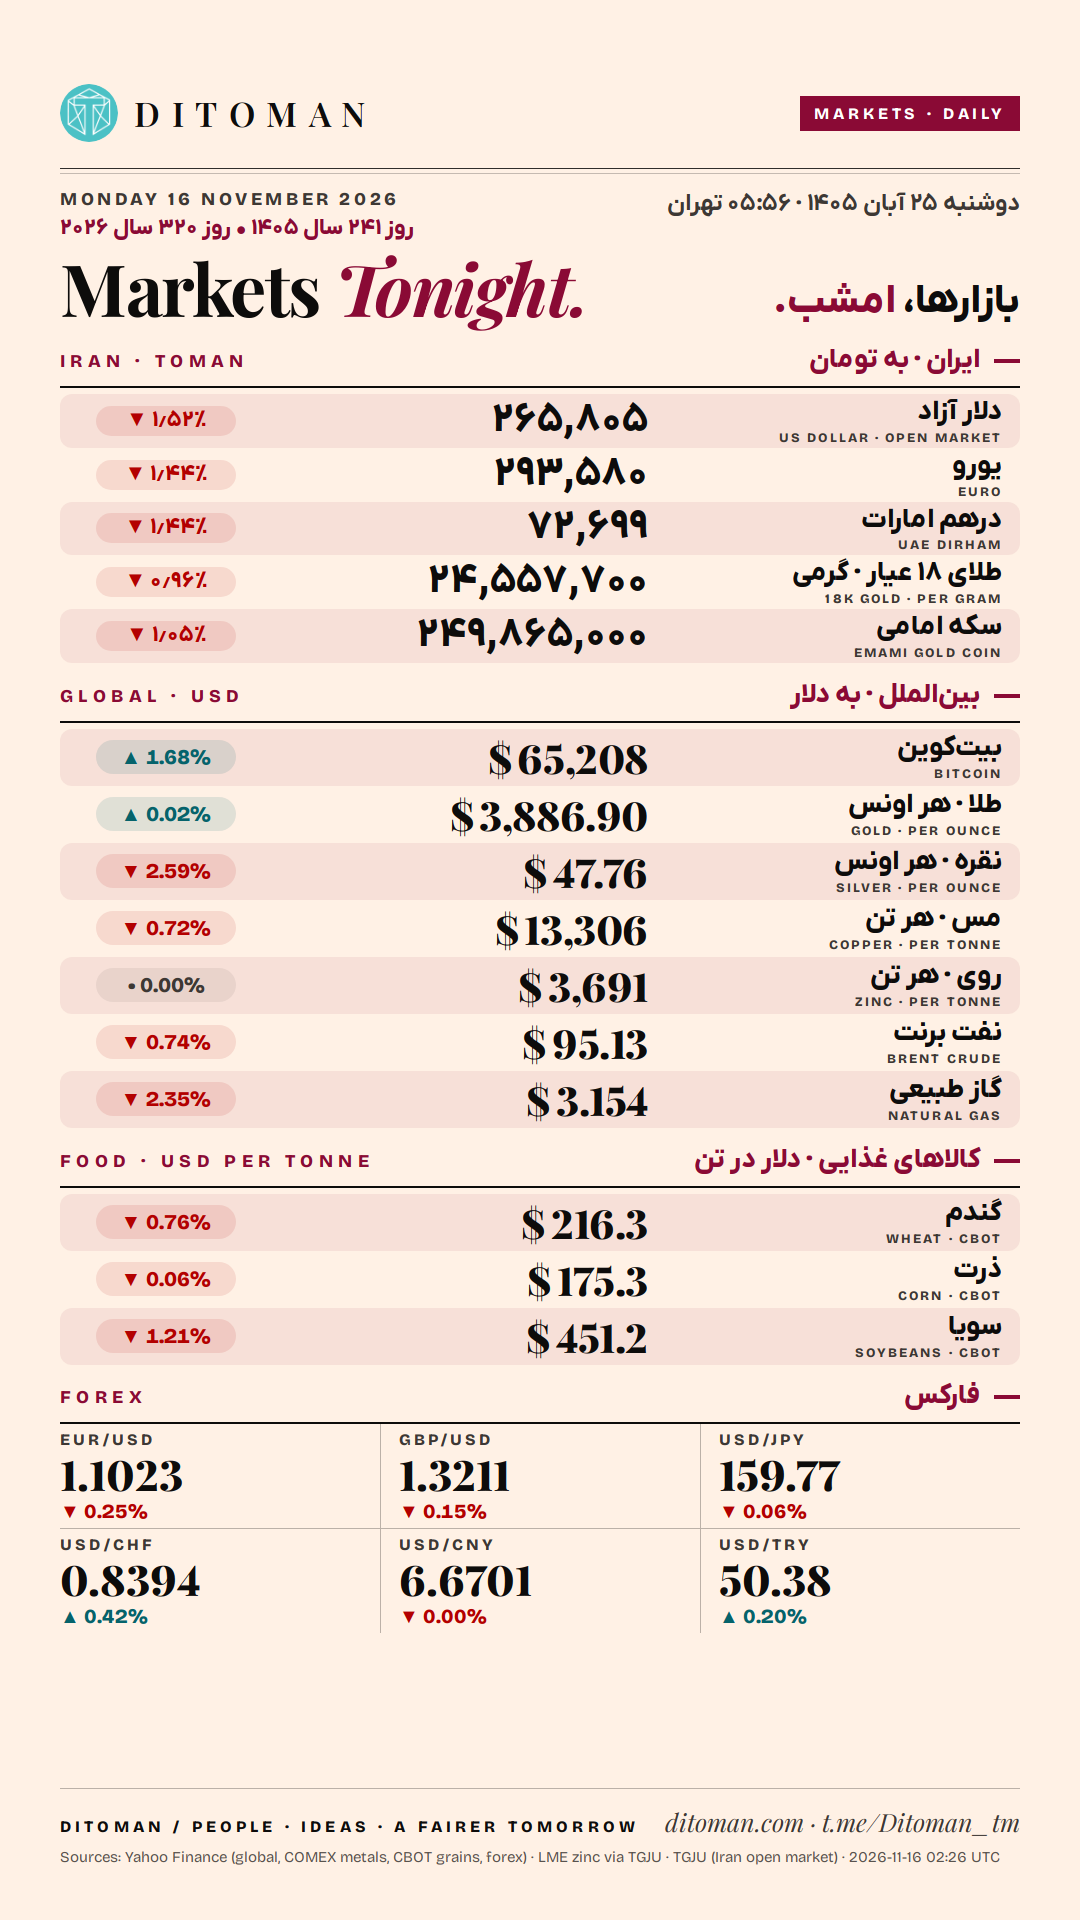 DITOMAN
MARKETS · DAILY
MONDAY 16 NOVEMBER 2026
دوشنبه ۲۵ آبان ۱۴۰۵ · ۰۵:۵۶ تهران
روز ۲۴۱ سال ۱۴۰۵ • روز ۳۲۰ سال ۲۰۲۶
Markets Tonight.
بازارها، امشب.
IRAN · TOMAN
ایران · به تومان
دلار آزاد
US DOLLAR · OPEN MARKET
۲۶۵,۸۰۵
▼ ۱٫۵۲٪
یورو
EURO
۲۹۳,۵۸۰
▼ ۱٫۴۴٪
درهم امارات
UAE DIRHAM
۷۲,۶۹۹
▼ ۱٫۴۴٪
طلای ۱۸ عیار · گرمی
18K GOLD · PER GRAM
۲۴,۵۵۷,۷۰۰
▼ ۰٫۹۶٪
سکه امامی
EMAMI GOLD COIN
۲۴۹,۸۶۵,۰۰۰
▼ ۱٫۰۵٪
GLOBAL · USD
بین‌الملل · به دلار
بیت‌کوین
BITCOIN
$65,208
▲ 1.68%
طلا · هر اونس
GOLD · PER OUNCE
$3,886.90
▲ 0.02%
نقره · هر اونس
SILVER · PER OUNCE
$47.76
▼ 2.59%
مس · هر تن
COPPER · PER TONNE
$13,306
▼ 0.72%
روی · هر تن
ZINC · PER TONNE
$3,691
• 0.00%
نفت برنت
BRENT CRUDE
$95.13
▼ 0.74%
گاز طبیعی
NATURAL GAS
$3.154
▼ 2.35%
FOOD · USD PER TONNE
کالاهای غذایی · دلار در تن
گندم
WHEAT · CBOT
$216.3
▼ 0.76%
ذرت
CORN · CBOT
$175.3
▼ 0.06%
سویا
SOYBEANS · CBOT
$451.2
▼ 1.21%
FOREX
فارکس
EUR/USD
1.1023
▼ 0.25%
GBP/USD
1.3211
▼ 0.15%
USD/JPY
159.77
▼ 0.06%
USD/CHF
0.8394
▲ 0.42%
USD/CNY
6.6701
▼ 0.00%
USD/TRY
50.38
▲ 0.20%
DITOMAN / PEOPLE · IDEAS · A FAIRER TOMORROW
ditoman.com · t.me/Ditoman_tm
Sources: Yahoo Finance (global, COMEX metals, CBOT grains, forex) · LME zinc via TGJU · TGJU (Iran open market) · 2026-11-16 02:26 UTC